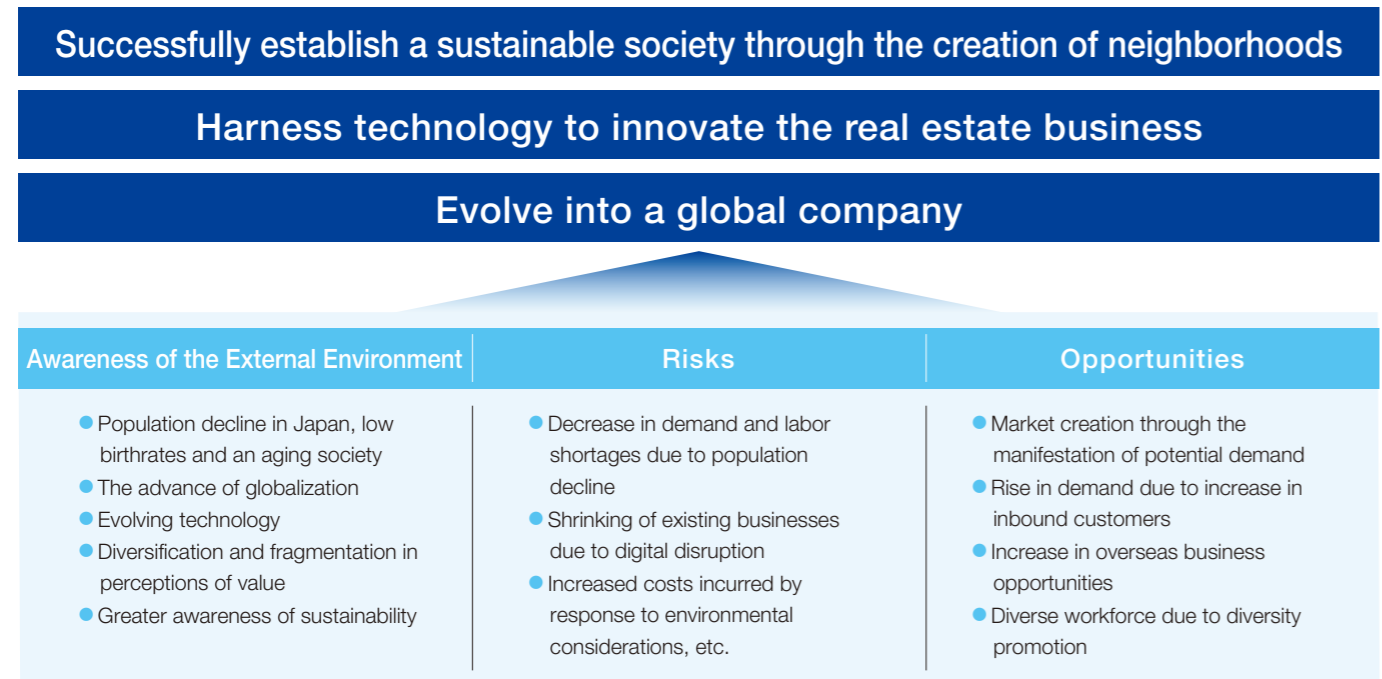 Successfully establish a sustainable society through the creation of neighborhoods
Harness technology to innovate the real estate business
Evolve into a global company
Awareness of the External Environment
● Population decline in Japan, low
birthrates and an aging society
● The advance of globalization
● Evolving technology
● Diversification and fragmentation in
perceptions of value
● Greater awareness of sustainability
Risks
● Decrease in demand and labor
shortages due to population
decline
● Shrinking of existing businesses
due to digital disruption
● Increased costs incurred by
response to environmental
considerations, etc.
Opportunities
● Market creation through the
manifestation of potential demand
● Rise in demand due to increase in
inbound customers
● Increase in overseas business
opportunities
● Diverse workforce due to diversity
promotion